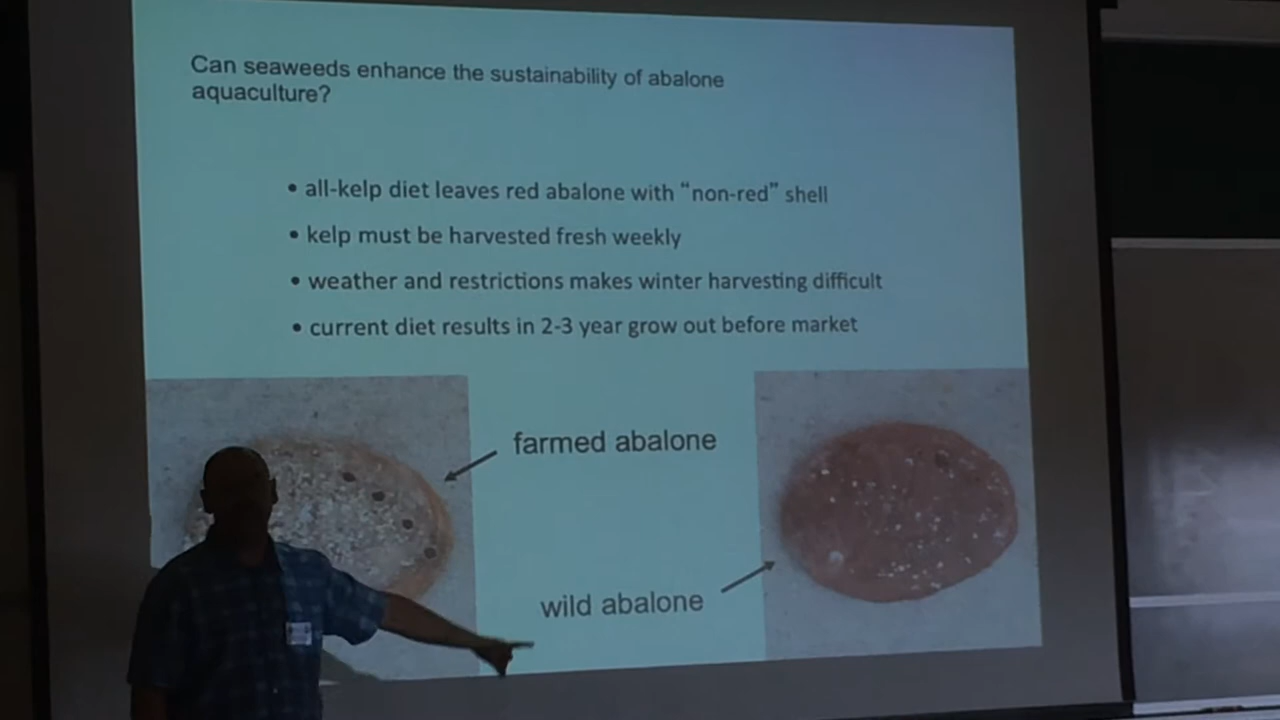 Can seaweeds enhance the sustainability of abalone
aquaculture?
• all-kelp diet leaves red abalone with “non-red” shell
• kelp must be harvested fresh weekly
• weather and restrictions makes winter harvesting difficult
• current diet results in 2-3 year grow out before market
farmed abalone
wild abalone